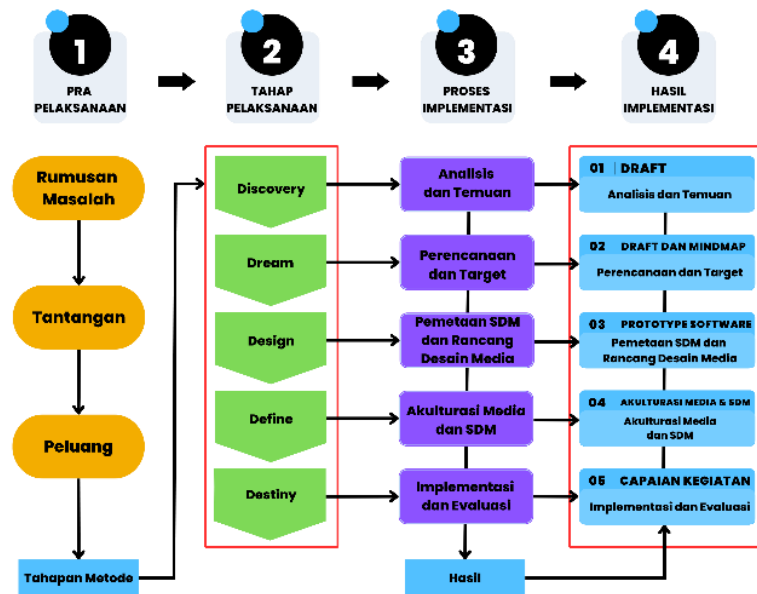 1
PRA
PELAKSANAAN
2
TAHAP
PELAKSANAAN
3
PROSES
IMPLEMENTASI
4
HASIL
IMPLEMENTASI
Rumusan
Masalah
Tantangan
Peluang
Tahapan Metode
Discovery
Dream
Design
Define
Destiny
Analisis
dan Temuan
Perencanaan
dan Target
Pemetaan SDM
dan Rancang
Desain Media
Akulturasi Media
dan SDM
Implementasi
dan Evaluasi
Hasil
01 | DRAFT
Analisis dan Temuan
02 DRAFT DAN MINDMAP
Perencanaan dan Target
03 PROTOTYPE SOFTWARE
Pemetaan SDM dan
Rancang Desain Media
04 AKULTURASI MEDIA & SDM
Akulturasi Media
dan SDM
05 CAPAIAN KEGIATAN
Implementasi dan Evaluasi